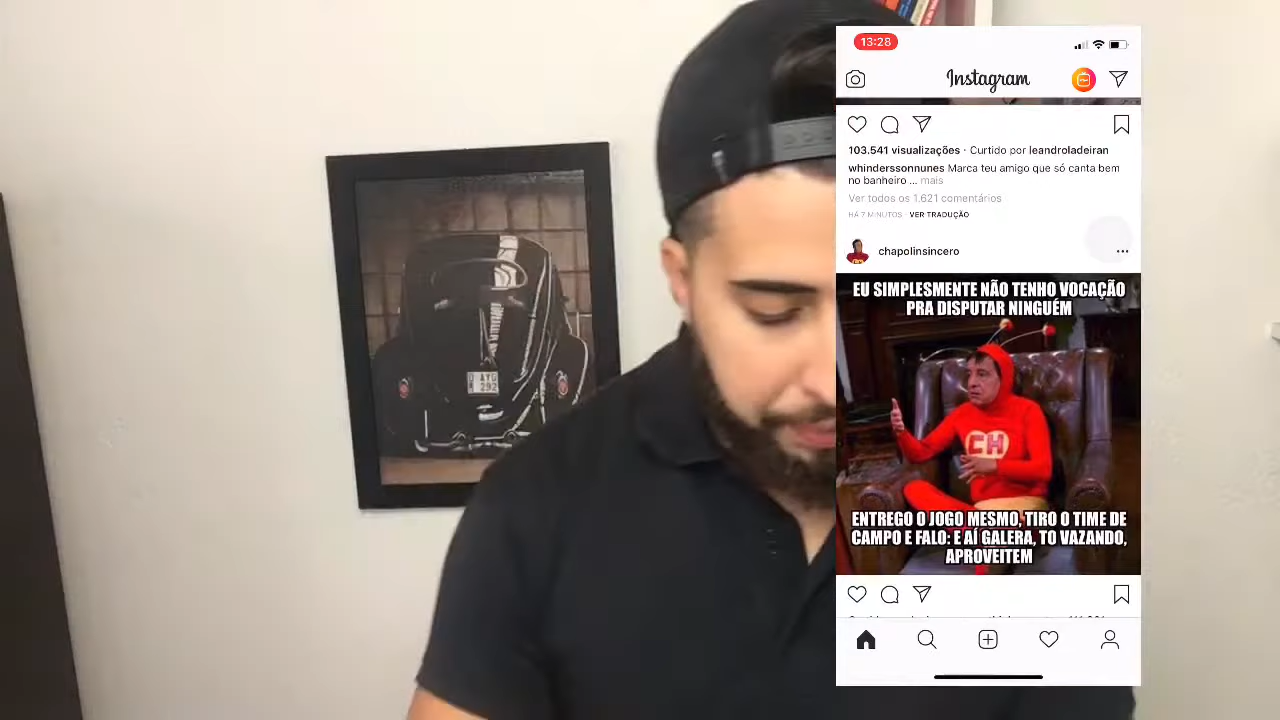 13:28
Instagram
103.541 visualizações · Curtido por leandroladeiran
whinderssonnunes Marca teu amigo que só canta bem
no banheiro ... mais
Ver todos os 1.621 comentários
HÁ 7 MINUTOS · VER TRADUÇÃO
chapolinsincero
EU SIMPLESMENTE NÃO TENHO VOCAÇÃO
PRA DISPUTAR NINGUÉM
CH
ENTREGO O JOGO MESMO, TIRO O TIME DE
CAMPO E FALO: E AÍ GALERA, TO VAZANDO,
APROVEITEM
AYG
292